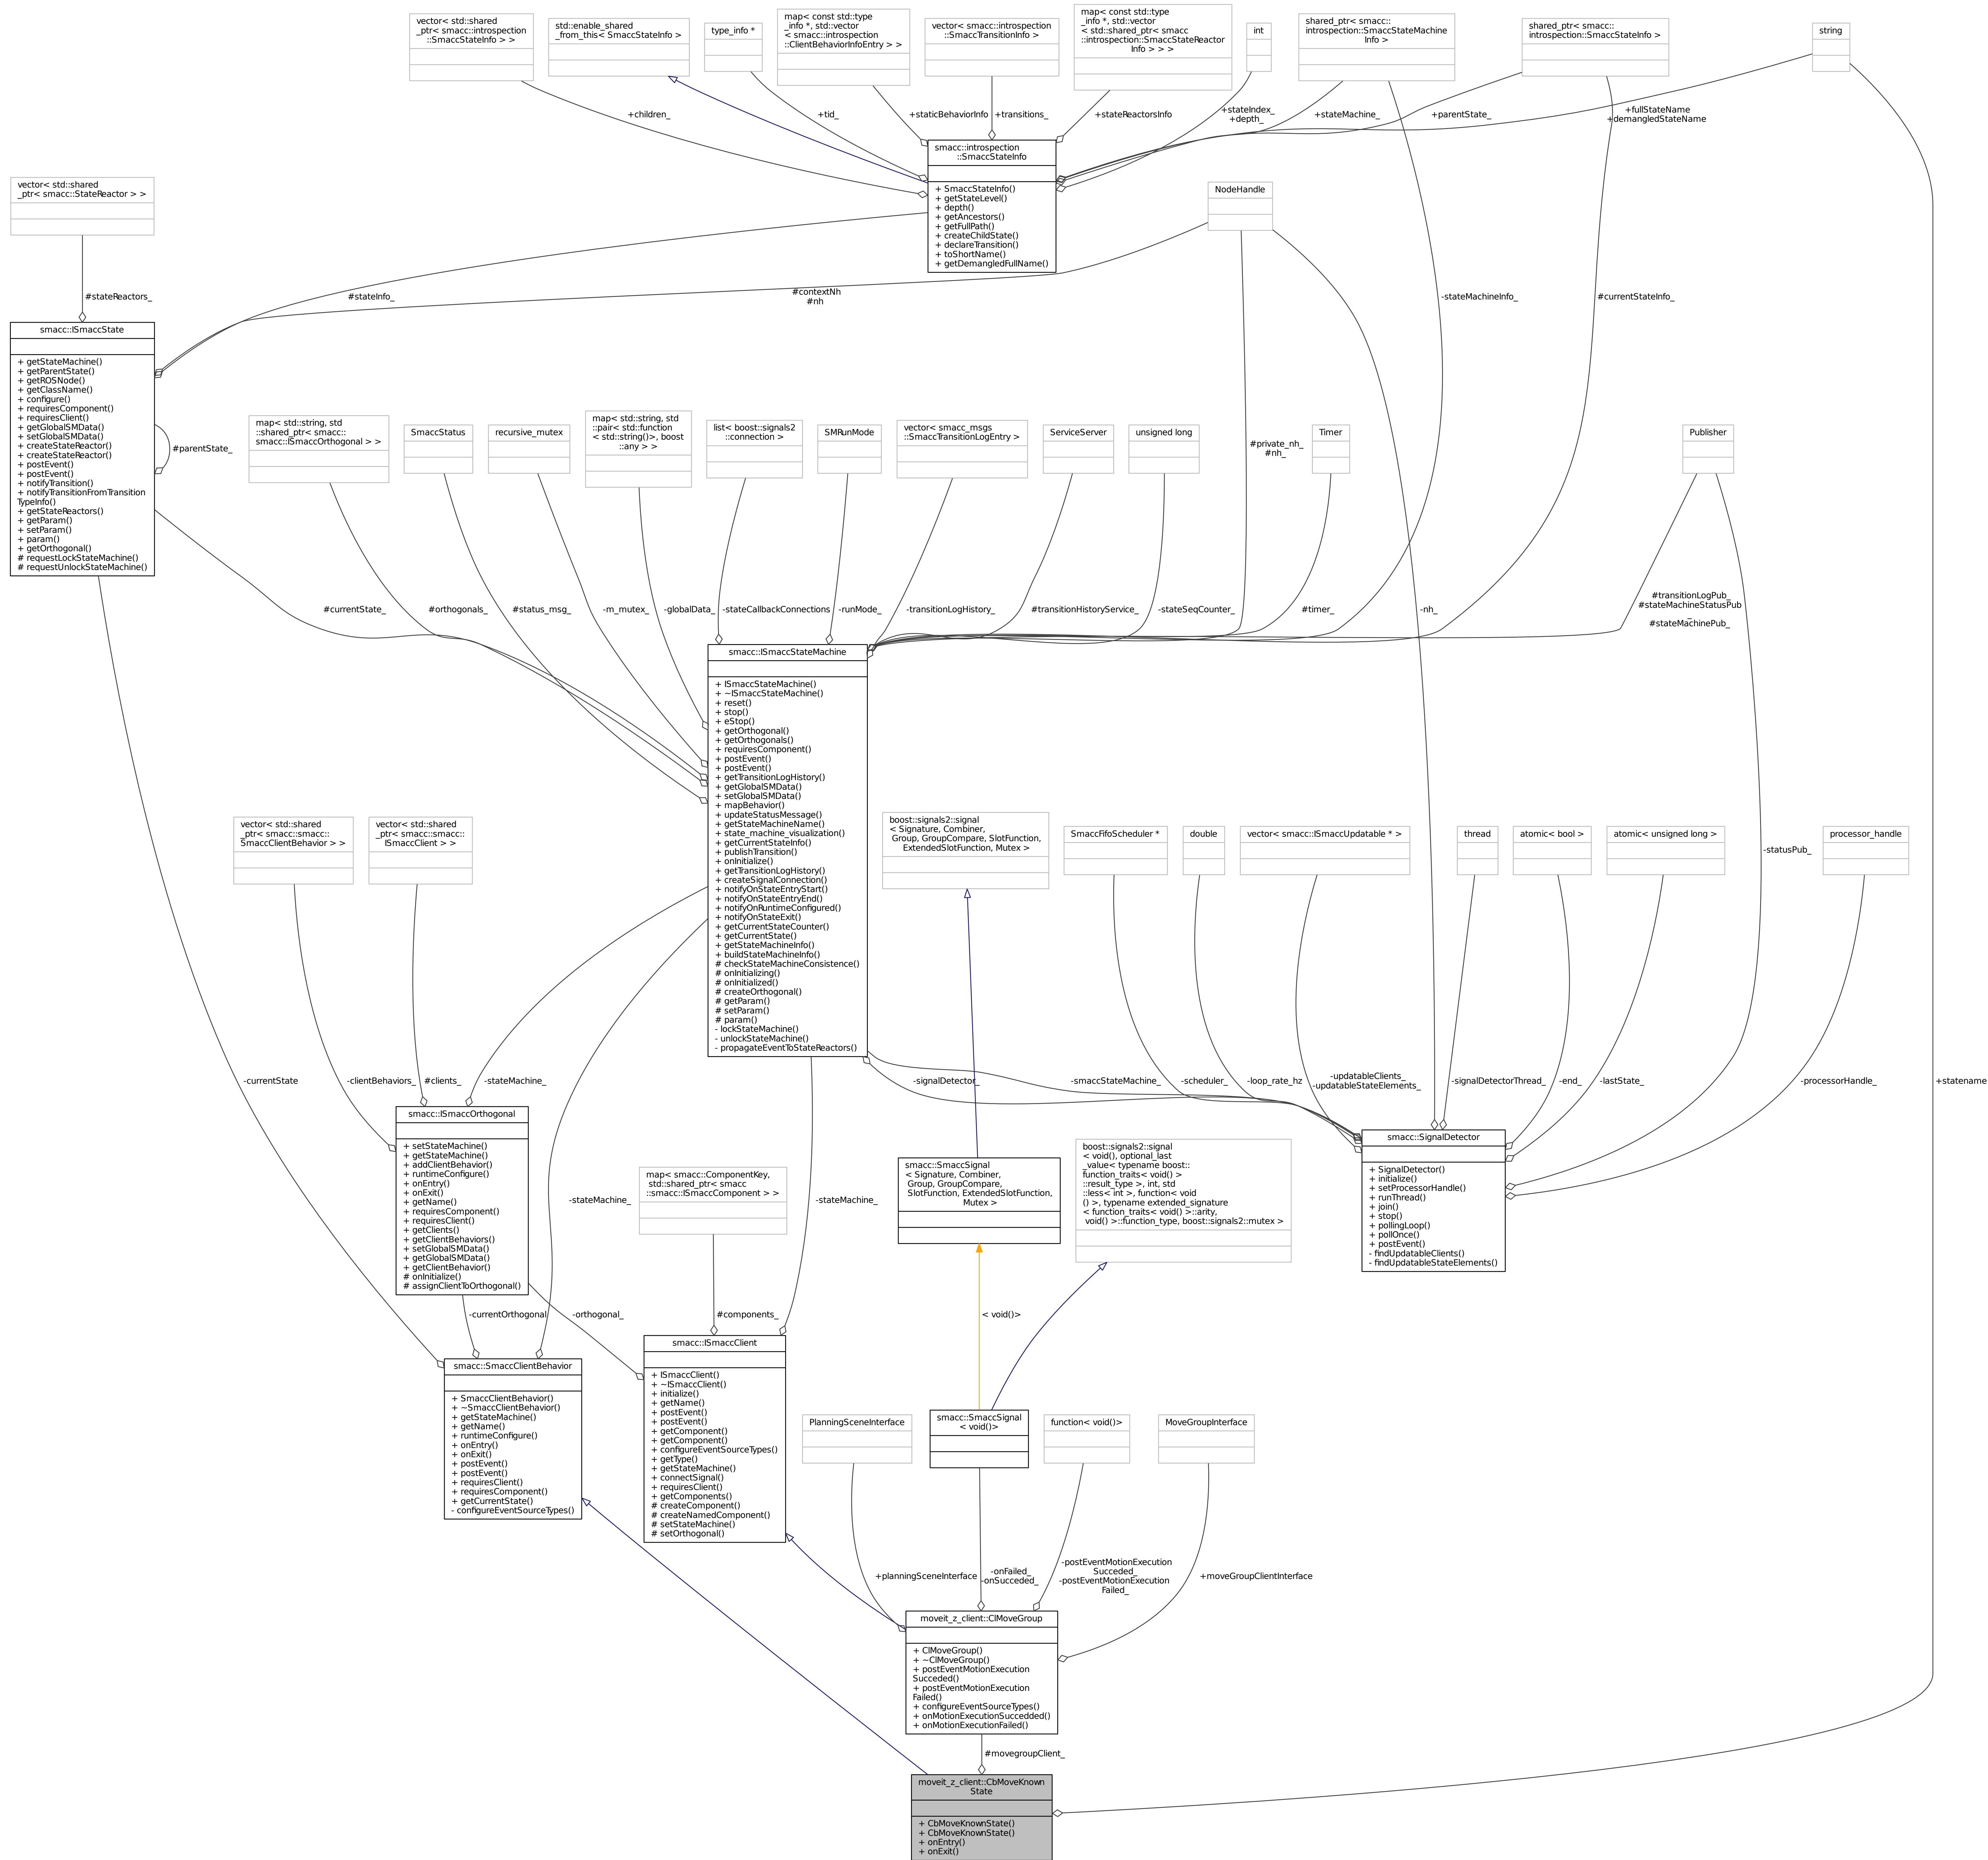 vector< std::shared
_ptr< smacc::introspection
::SmaccStateInfo > >
std::enable_shared
_from_this< SmaccStateInfo >
type_info *
map< const std::type
_info *, std::vector
< smacc::introspection
::ClientBehaviorInfoEntry > >
vector< smacc::introspection
::SmaccTransitionInfo >
map< const std::type
_info *, std::vector
< std::shared_ptr< smacc
::introspection::SmaccStateReactor
Info > > >
int
shared_ptr< smacc::
introspection::SmaccStateMachine
Info >
shared_ptr< smacc::
introspection::SmaccStateInfo >
string
+children_
+tid_
+staticBehaviorInfo
+transitions_
+stateReactorsInfo
+stateIndex_
+depth_
+stateMachine_
+parentState_
+fullStateName
+demangledStateName
smacc::introspection
::SmaccStateInfo
+ SmaccStateInfo()
+ getStateLevel()
+ depth()
+ getAncestors()
+ getFullPath()
+ createChildState()
+ declareTransition()
+ toShortName()
+ getDemangledFullName()
vector< std::shared
_ptr< smacc::StateReactor > >
NodeHandle
#stateReactors_
#stateInfo_
#contextNh
#nh
-stateMachineInfo_
#currentStateInfo_
smacc::ISmaccState
+ getStateMachine()
+ getParentState()
+ getROSNode()
+ getClassName()
+ configure()
+ requiresComponent()
+ requiresClient()
+ getGlobalSMData()
+ setGlobalSMData()
+ createStateReactor()
+ createStateReactor()
+ postEvent()
+ postEvent()
+ notifyTransition()
+ notifyTransitionFromTransition
TypeInfo()
+ getStateReactors()
+ getParam()
+ setParam()
+ param()
+ getOrthogonal()
# requestLockStateMachine()
# requestUnlockStateMachine()
#parentState_
map< std::string, std
::shared_ptr< smacc::
smacc::ISmaccOrthogonal > >
SmaccStatus
recursive_mutex
map< std::string, std
::pair< std::function
< std::string()>, boost
::any > >
list< boost::signals2
::connection >
SMRunMode
vector< smacc_msgs
::SmaccTransitionLogEntry >
ServiceServer
unsigned long
#private_nh_
#nh_
Timer
Publisher
#currentState_
#orthogonals_
#status_msg_
-m_mutex_
-globalData_
-stateCallbackConnections
-runMode_
-transitionLogHistory_
#transitionHistoryService_
-stateSeqCounter_
#timer_
-nh_
#transitionLogPub_
#stateMachineStatusPub
_
#stateMachinePub_
smacc::ISmaccStateMachine
+ ISmaccStateMachine()
+ ~ISmaccStateMachine()
+ reset()
+ stop()
+ eStop()
+ getOrthogonal()
+ getOrthogonals()
+ requiresComponent()
+ postEvent()
+ postEvent()
+ getTransitionLogHistory()
+ getGlobalSMData()
+ setGlobalSMData()
+ mapBehavior()
+ updateStatusMessage()
+ getStateMachineName()
+ state_machine_visualization()
+ getCurrentStateInfo()
+ publishTransition()
+ onInitialize()
+ getTransitionLogHistory()
+ createSignalConnection()
+ notifyOnStateEntryStart()
+ notifyOnStateEntryEnd()
+ notifyOnRuntimeConfigured()
+ notifyOnStateExit()
+ getCurrentStateCounter()
+ getCurrentState()
+ getStateMachineInfo()
+ buildStateMachineInfo()
# checkStateMachineConsistence()
# onInitializing()
# onInitialized()
# createOrthogonal()
# getParam()
# setParam()
# param()
- lockStateMachine()
- unlockStateMachine()
- propagateEventToStateReactors()
vector< std::shared
_ptr< smacc::smacc::
SmaccClientBehavior > >
vector< std::shared
_ptr< smacc::smacc::
ISmaccClient > >
boost::signals2::signal
< Signature, Combiner,
Group, GroupCompare, SlotFunction,
ExtendedSlotFunction, Mutex >
SmaccFifoScheduler *
double
vector< smacc::ISmaccUpdatable * >
thread
atomic< bool >
atomic< unsigned long >
-statusPub_
processor_handle
-currentState
-clientBehaviors_
#clients_
-stateMachine_
-signalDetector_
-smaccStateMachine_
-scheduler_
-loop_rate_hz
-updatableClients_
-updatableStateElements_
-signalDetectorThread_
-end_
-lastState_
-processorHandle_
+statename
smacc::ISmaccOrthogonal
+ setStateMachine()
+ getStateMachine()
+ addClientBehavior()
+ runtimeConfigure()
+ onEntry()
+ onExit()
+ getName()
+ requiresComponent()
+ requiresClient()
+ getClients()
+ getClientBehaviors()
+ setGlobalSMData()
+ getGlobalSMData()
+ getClientBehavior()
# onInitialize()
# assignClientToOrthogonal()
-stateMachine_
map< smacc::ComponentKey,
std::shared_ptr< smacc
::smacc::ISmaccComponent > >
-stateMachine_
smacc::SmaccSignal
< Signature, Combiner,
Group, GroupCompare,
SlotFunction, ExtendedSlotFunction,
Mutex >
boost::signals2::signal
< void(), optional_last
_value< typename boost::
function_traits< void() >
::result_type >, int, std
::less< int >, function< void
() >, typename extended_signature
< function_traits< void() >::arity,
void() >::function_type, boost::signals2::mutex >
smacc::SignalDetector
+ SignalDetector()
+ initialize()
+ setProcessorHandle()
+ runThread()
+ join()
+ stop()
+ pollingLoop()
+ pollOnce()
+ postEvent()
- findUpdatableClients()
- findUpdatableStateElements()
-currentOrthogonal
-orthogonal_
#components_
< void()>
smacc::SmaccClientBehavior
+ SmaccClientBehavior()
+ ~SmaccClientBehavior()
+ getStateMachine()
+ getName()
+ runtimeConfigure()
+ onEntry()
+ onExit()
+ postEvent()
+ postEvent()
+ requiresClient()
+ requiresComponent()
+ getCurrentState()
- configureEventSourceTypes()
smacc::ISmaccClient
+ ISmaccClient()
+ ~ISmaccClient()
+ initialize()
+ getName()
+ postEvent()
+ postEvent()
+ getComponent()
+ getComponent()
+ configureEventSourceTypes()
+ getType()
+ getStateMachine()
+ connectSignal()
+ requiresClient()
+ getComponents()
# createComponent()
# createNamedComponent()
# setStateMachine()
# setOrthogonal()
PlanningSceneInterface
smacc::SmaccSignal
< void()>
function< void()>
MoveGroupInterface
+planningSceneInterface
-onFailed_
-onSucceded_
-postEventMotionExecution
Succeded_
-postEventMotionExecution
Failed_
+moveGroupClientInterface
moveit_z_client::ClMoveGroup
+ ClMoveGroup()
+ ~ClMoveGroup()
+ postEventMotionExecution
Succeded()
+ postEventMotionExecution
Failed()
+ configureEventSourceTypes()
+ onMotionExecutionSuccedded()
+ onMotionExecutionFailed()
#movegroupClient_
moveit_z_client::CbMoveKnown
State
+ CbMoveKnownState()
+ CbMoveKnownState()
+ onEntry()
+ onExit()